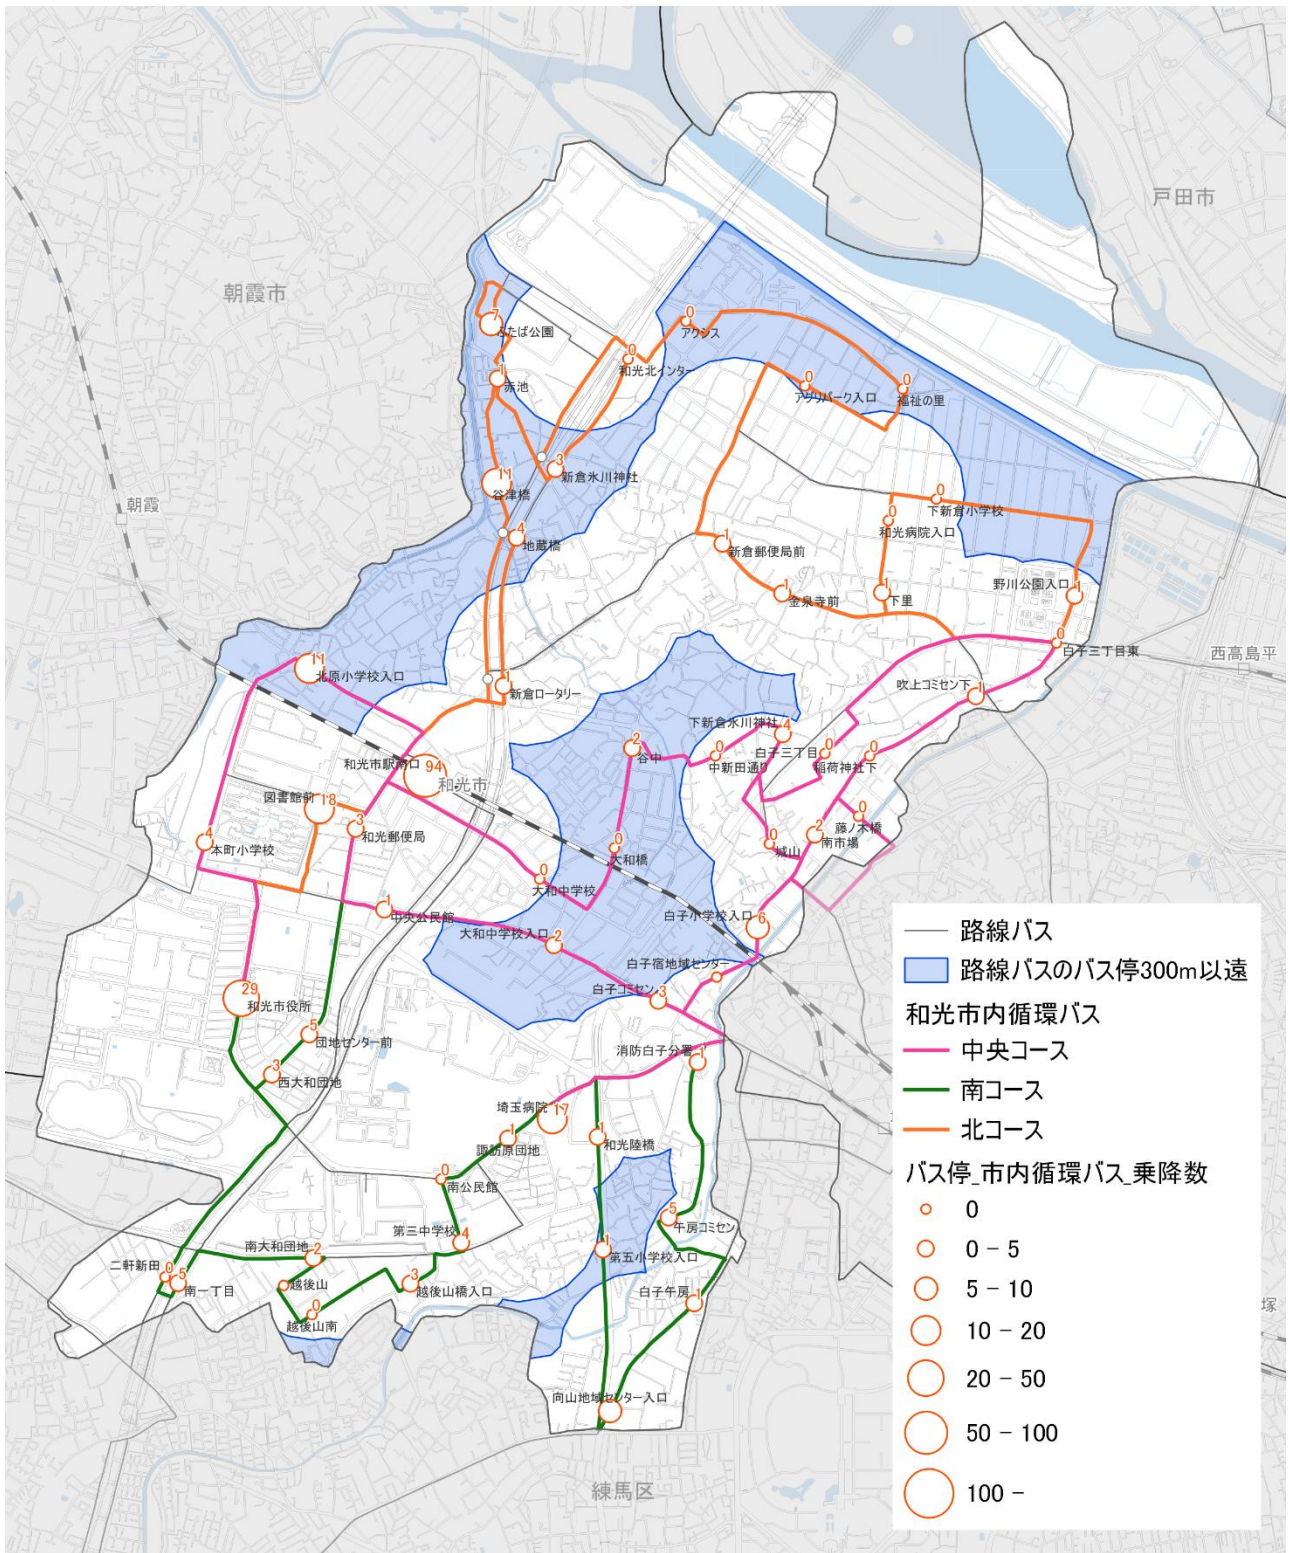 戸田市
朝霞市
0
アクシス
7
ふたば公園
0
和光北インター
1
赤池
0
アグリパーク入口
0
福祉の里
3
新倉氷川神社
11
谷津橋
朝霞
0
下新倉小学校
0
和光病院入口
4
地蔵橋
1
新倉郵便局前
1
金泉寺前
1
下里
野川公園入口
1
0
白子三丁目東
西高島平
11
北原小学校入口
1
新倉ロータリー
吹上コミセン下
1
下新倉氷川神社
4
2
谷中
0
中新田通り
白子三丁目
0
稲荷神社下
0
和光市駅南口
94
和光市
図書館前
18
3
和光郵便局
4
本町小学校
0
大和橋
0
藤ノ木橋
2
南市場
0
城山
0
大和中学校
1
中央公民館
白子小学校入口
6
大和中学校入口
2
白子宿地域センター
白子コミセン
3
29
和光市役所
5
団地センター前
3
西大和団地
消防白子分署
1
埼玉病院
17
1
諏訪原団地
1
和光陸橋
0
南公民館
第三中学校
4
5
午房コミセン
南大和団地
2
1
第五小学校入口
二軒新田
0
5
南一丁目
越後山
3
越後山橋入口
白子午房
1
0
越後山南
向山地域センター入口
練馬区
塚
路線バス
路線バスのバス停300m以遠
和光市内循環バス
中央コース
南コース
北コース
バス停_市内循環バス_乗降数
0
0 - 5
5 - 10
10 - 20
20 - 50
50 - 100
100 -